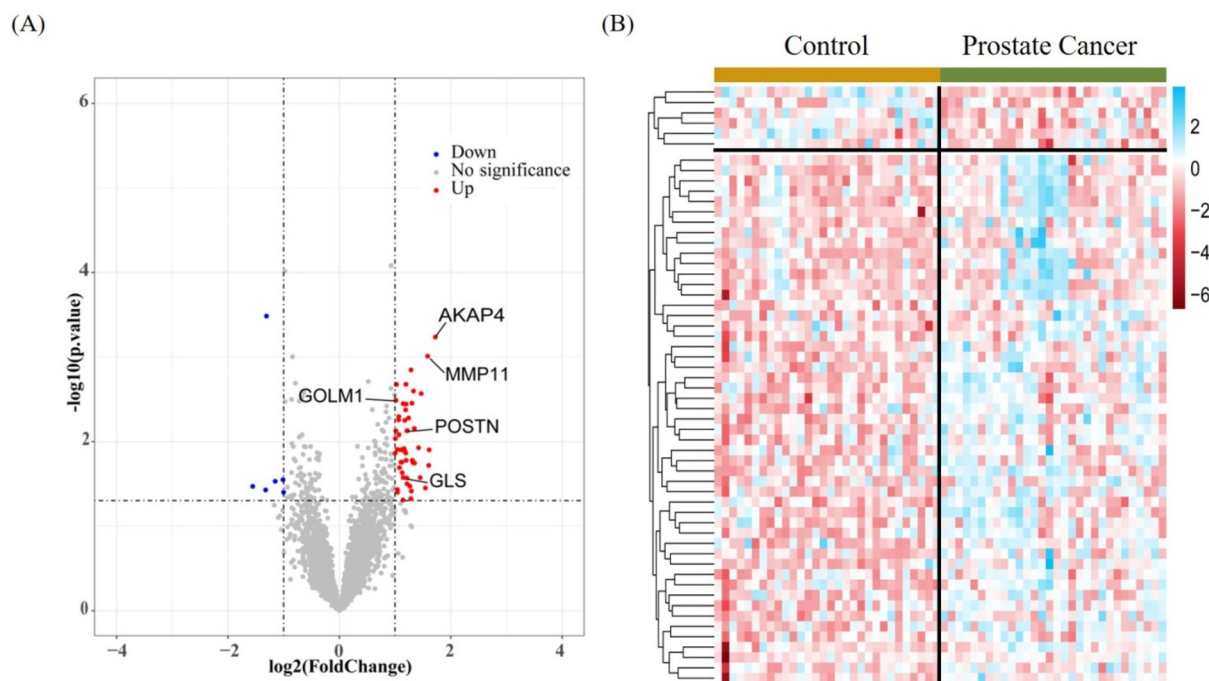 (A)
(B)
Control
Prostate Cancer
6
4
2
0
-log10(p.value)
Down
No significance
Up
AKAP4
MMP11
GOLM1
POSTN
GLS
−4
−2
0
2
4
log2(FoldChange)
2
0
−2
−4
−6